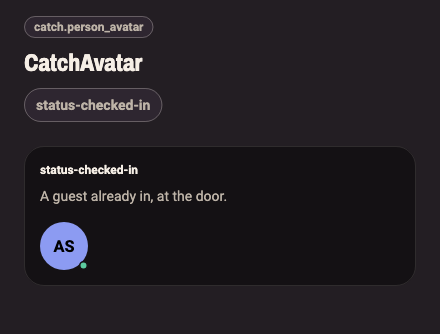 catch.person_avatar
CatchAvatar
status-checked-in
status-checked-in
A guest already in, at the door.
AS